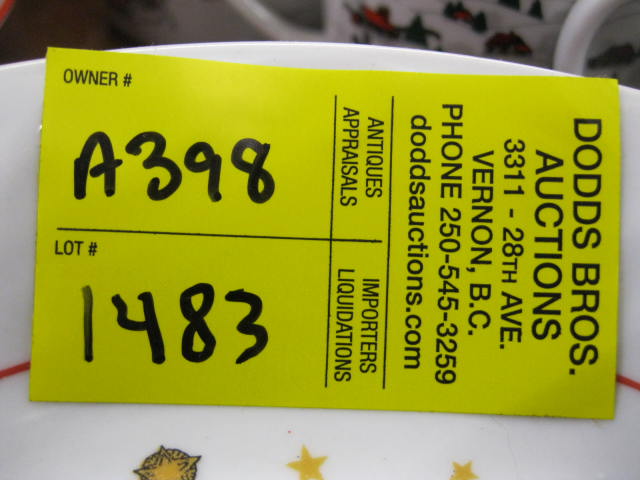 OWNER #
A398
LOT #
1483
ANTIQUES
APPRAISALS
IMPORTERS
LIQUIDATIONS
DODDS BROS.
AUCTIONS
3311 - 28TH AVE.
VERNON, B.C.
PHONE 250-545-3259
doddsauctions.com